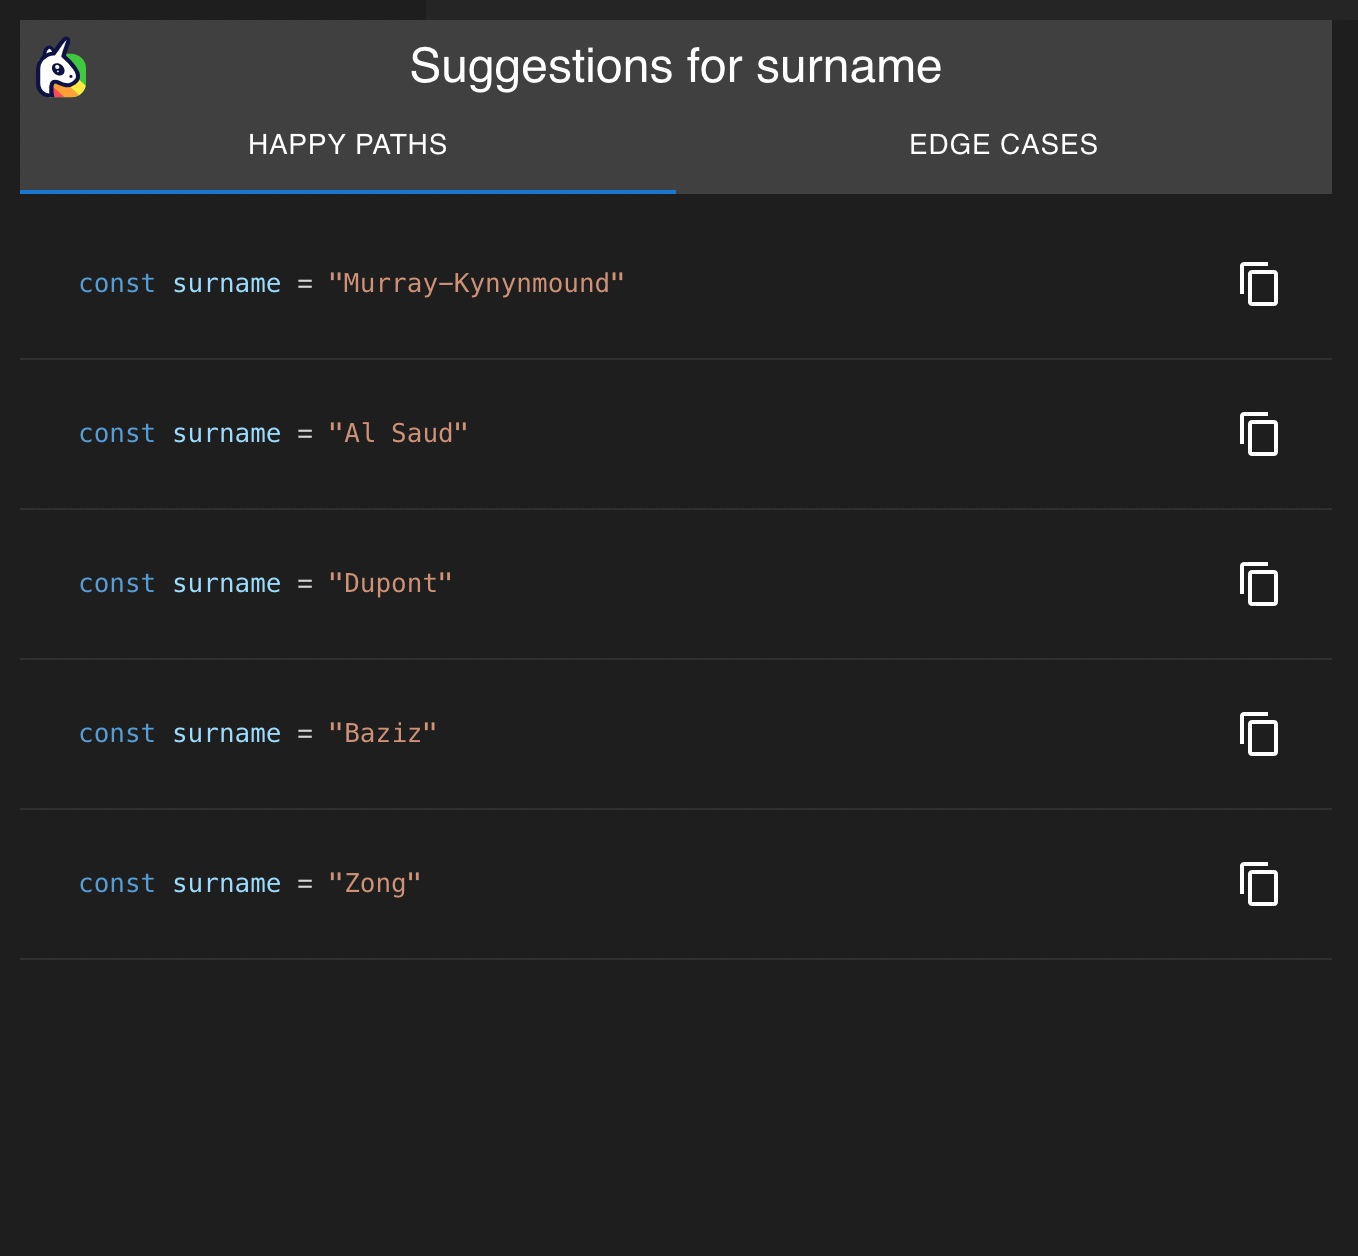 Suggestions for surname
HAPPY PATHS
EDGE CASES
const surname = "Murray-Kynynmound"
const surname = "Al Saud"
const surname = "Dupont"
const surname = "Baziz"
const surname = "Zong"